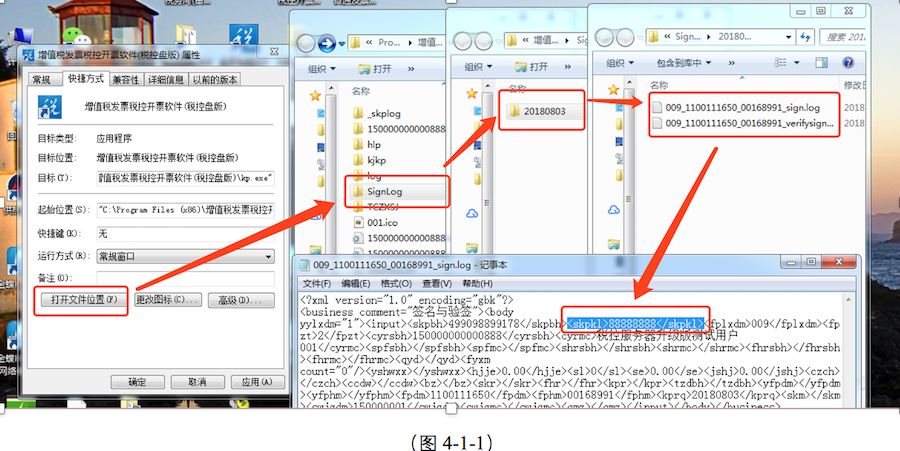 增值税发票税控开票软件(税控盘版) 属性
常规 快捷方式 兼容性 详细信息 以前的版本
增值税发票税控开票软件(税控盘版)
目标类型: 应用程序
目标位置: 增值税发票税控开票软件(税控盘版)
目标(T): 值税发票税控开票软件(税控盘版)\kp.exe"
起始位置(S): "C:\Program Files (x86)\增值税发票税控开
快捷键(K): 无
运行方式(R): 常规窗口
备注(O):
打开文件位置(F) 更改图标(C)... 高级(D)...
确定 取消 应用(A)
« Pro... ▸ 增值...
组织 打开 »
名称
_skplog
150000000000888
hlp
kjkp
log
SignLog
TCZXSJ
001.ico
150000000000888
150000000000888
« 增值... ▸ Si
组织 打开 »
名称
20180803
« Sign... ▸ 20180...
搜索 20
组织 包含到库中 »
名称 修改日
009_1100111650_00168991_sign.log 2018
009_1100111650_00168991_verifysign... 2018
009_1100111650_00168991_sign.log - 记事本
文件(F) 编辑(E) 格式(O) 查看(V) 帮助(H)
<?xml version="1.0" encoding="gbk"?>
<business comment="签名与验签"><body
yylxdm="1"><input><skpbh>499098899178</skpbh><skpkl>88888888</skpkl><fplxdm>009</fplxdm><fp
zt>2</fpzt><cyrsbh>150000000000888</cyrsbh><cyrmc>税控服务器升级版测试用户
001</cyrmc><spfsbh></spfsbh><spfmc></spfmc><shrsbh></shrsbh><shrmc></shrmc><fhrsbh></fhrsbh
><fhrmc></fhrmc><qyd></qyd><fyxm
count="0"/><yshwxx></yshwxx><hjje>0.00</hjje><sl>0</sl><se>0.00</se><jshj>0.00</jshj><czch>
</czch><ccdw></ccdw><bz></bz><skr></skr><fhr></fhr><kpr></kpr><tzdbh></tzdbh><yfpdm></yfpdm
><yfphm></yfphm><fpdm>1100111650</fpdm><fphm>00168991</fphm><kprq>20180803</kprq><skm></skm
(图 4-1-1)